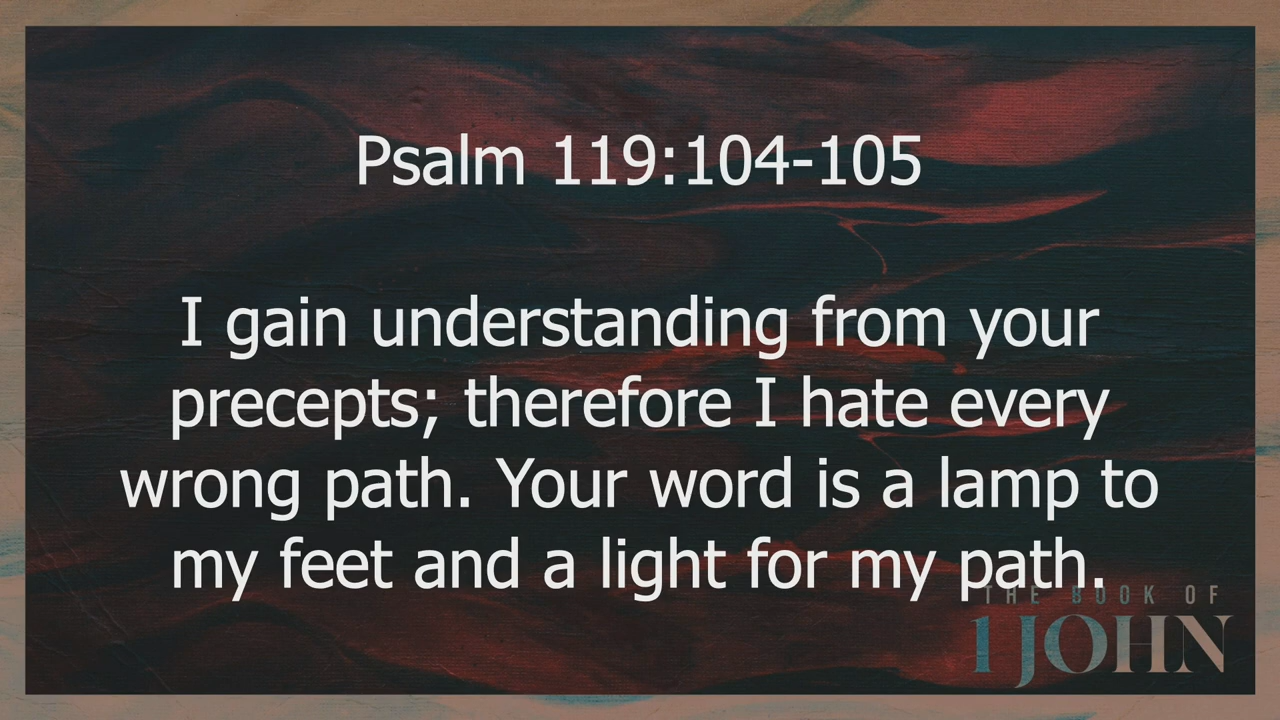 Psalm 119:104-105
I gain understanding from your
precepts; therefore I hate every
wrong path. Your word is a lamp to
my feet and a light for my path.
THE BOOK OF
1 JOHN